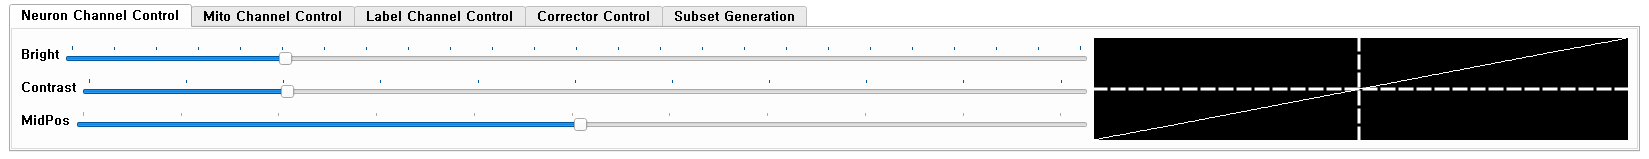 Neuron Channel Control Mito Channel Control Label Channel Control Corrector Control Subset Generation
Bright
Contrast
MidPos